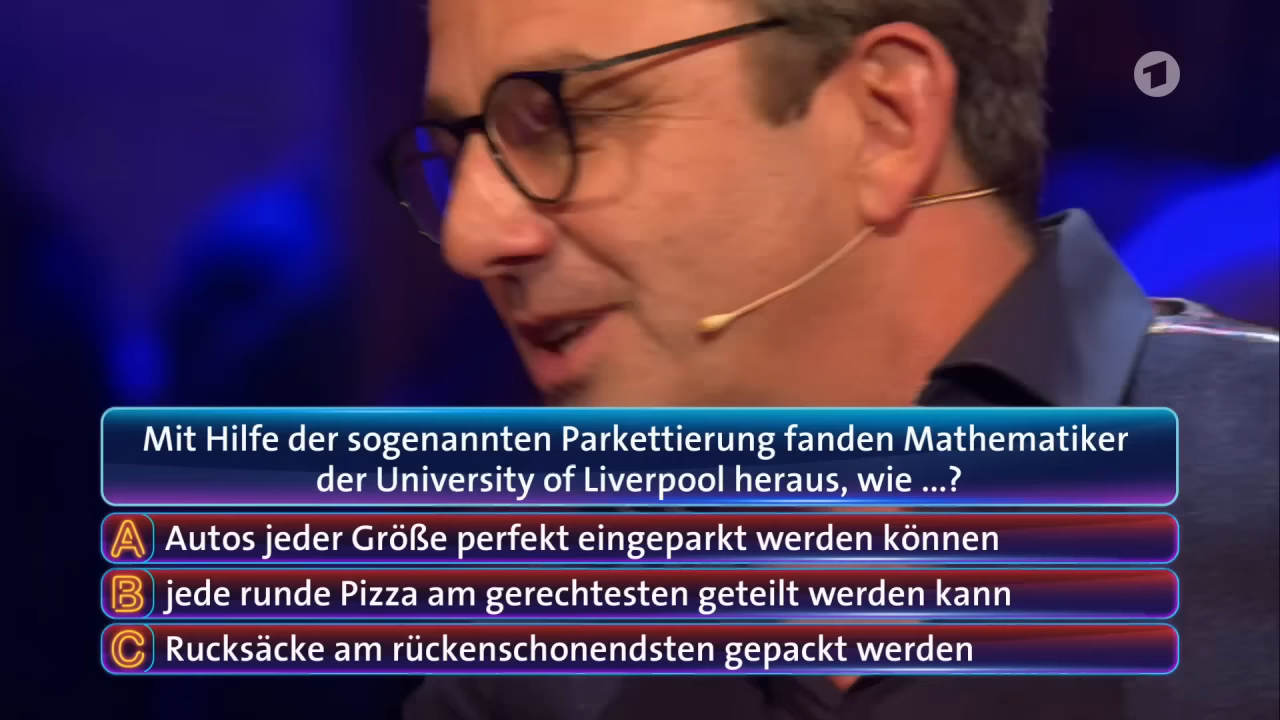 Mit Hilfe der sogenannten Parkettierung fanden Mathematiker
der University of Liverpool heraus, wie ...?
A Autos jeder Größe perfekt eingeparkt werden können
B jede runde Pizza am gerechtesten geteilt werden kann
C Rucksäcke am rückenschonendsten gepackt werden